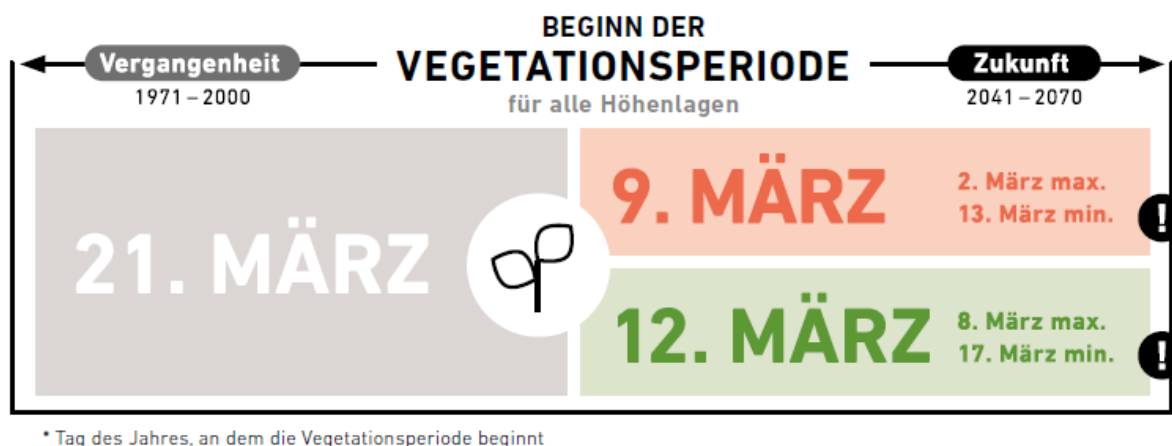 BEGINN DER
VEGETATIONSPERIODE
für alle Höhenlagen
Vergangenheit
1971 – 2000
Zukunft
2041 – 2070
21. MÄRZ
9. MÄRZ
2. März max.
13. März min.
!
12. MÄRZ
8. März max.
17. März min.
!
* Tag des Jahres, an dem die Vegetationsperiode beginnt